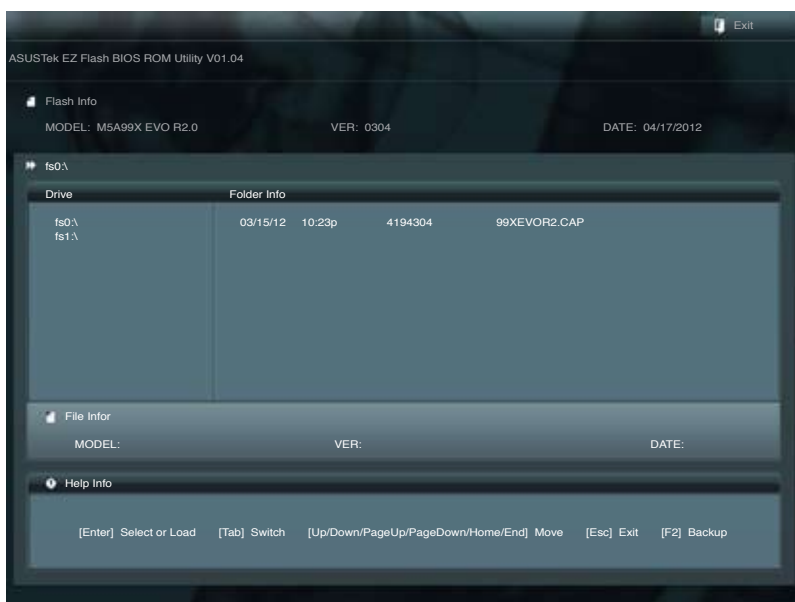 Exit
ASUSTek EZ Flash BIOS ROM Utility V01.04
Flash Info
MODEL: M5A99X EVO R2.0 VER: 0304 DATE: 04/17/2012
fs0:\
Drive Folder Info
fs0:\ 03/15/12 10:23p 4194304 99XEVOR2.CAP
fs1:\
File Infor
MODEL: VER: DATE:
Help Info
[Enter] Select or Load [Tab] Switch [Up/Down/PageUp/PageDown/Home/End] Move [Esc] Exit [F2] Backup